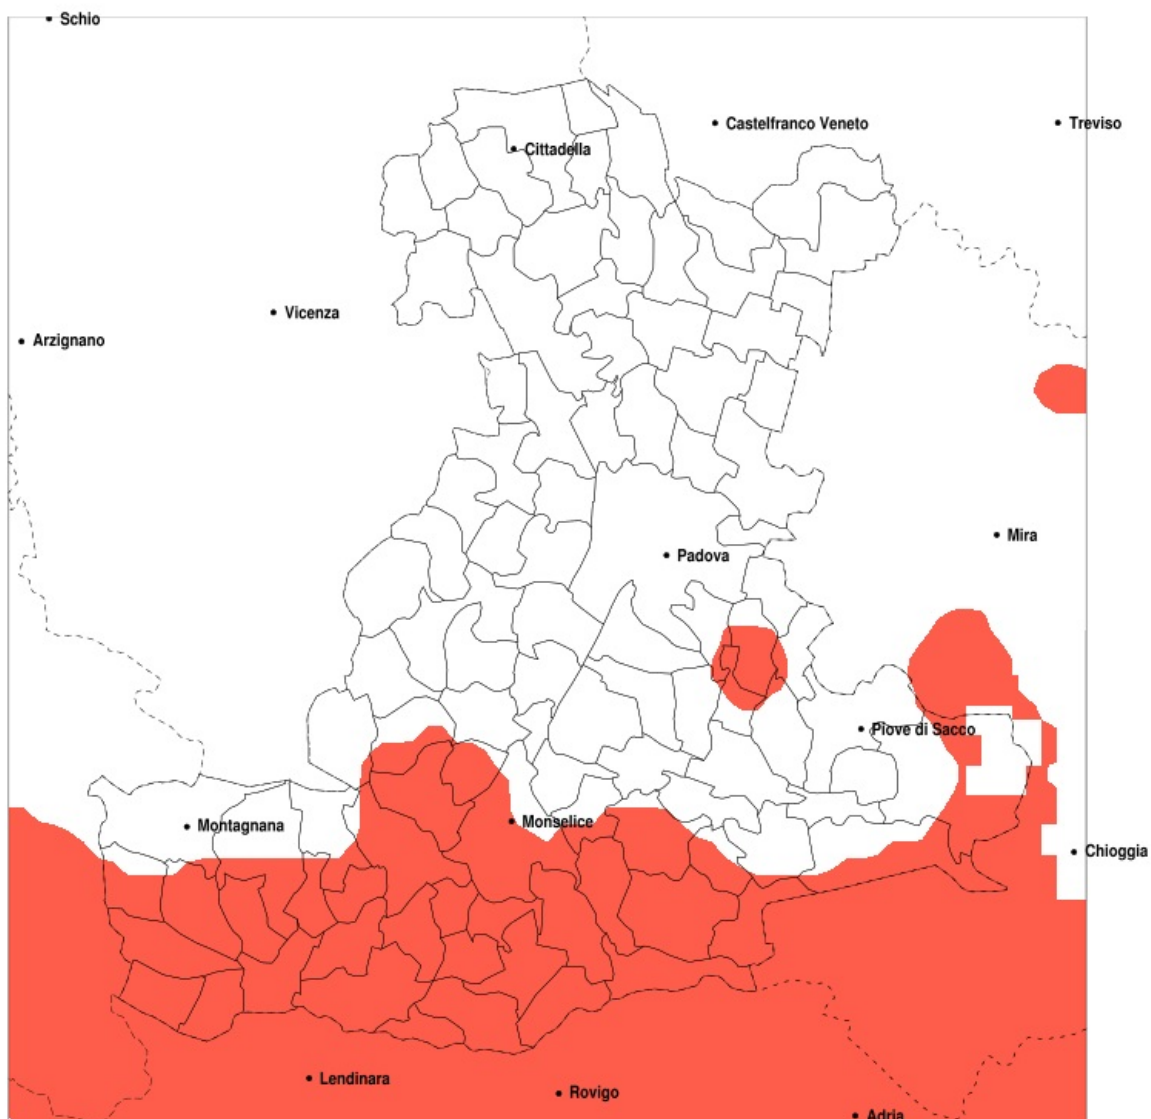 Schio
Castelfranco Veneto
Treviso
Cittadella
Vicenza
Arzignano
Mira
Padova
Piove di Sacco
Montagnana
Monselice
Chioggia
Lendinara
Rovigo
Adria